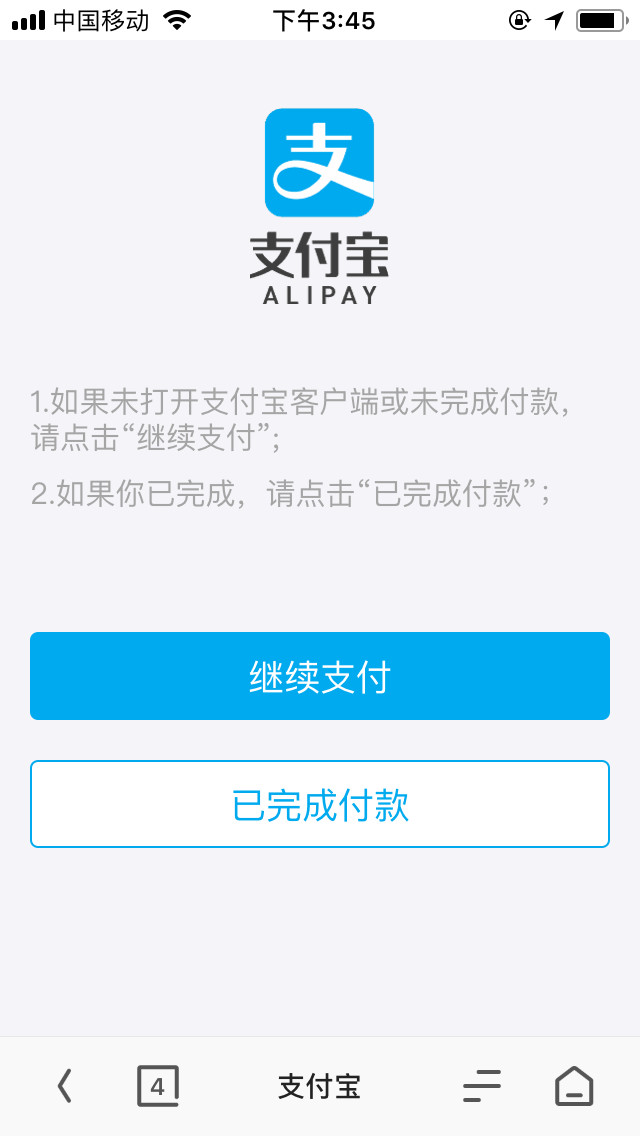 中国移动
下午3:45
支
支付宝
ALIPAY
1.如果未打开支付宝客户端或未完成付款，
请点击“继续支付”；
2.如果你已完成，请点击“已完成付款”；
继续支付
已完成付款
4
支付宝